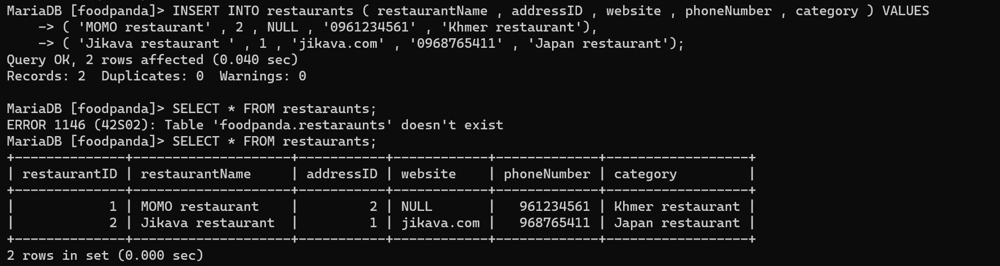 MariaDB [foodpanda]> INSERT INTO restaurants ( restaurantName , addressID , website , phoneNumber , category ) VALUES
    -> ( 'MOMO restaurant' , 2 , NULL , '0961234561' , 'Khmer restaurant'),
    -> ( 'Jikava restaurant ' , 1 , 'jikava.com' , '0968765411' , 'Japan restaurant');
Query OK, 2 rows affected (0.040 sec)
Records: 2  Duplicates: 0  Warnings: 0

MariaDB [foodpanda]> SELECT * FROM restaraunts;
ERROR 1146 (42S02): Table 'foodpanda.restaraunts' doesn't exist
MariaDB [foodpanda]> SELECT * FROM restaurants;
+--------------+--------------------+-----------+------------+-------------+------------------+
| restaurantID | restaurantName     | addressID | website    | phoneNumber | category         |
+--------------+--------------------+-----------+------------+-------------+------------------+
|            1 | MOMO restaurant    |         2 | NULL       |   961234561 | Khmer restaurant |
|            2 | Jikava restaurant  |         1 | jikava.com |   968765411 | Japan restaurant |
+--------------+--------------------+-----------+------------+-------------+------------------+
2 rows in set (0.000 sec)